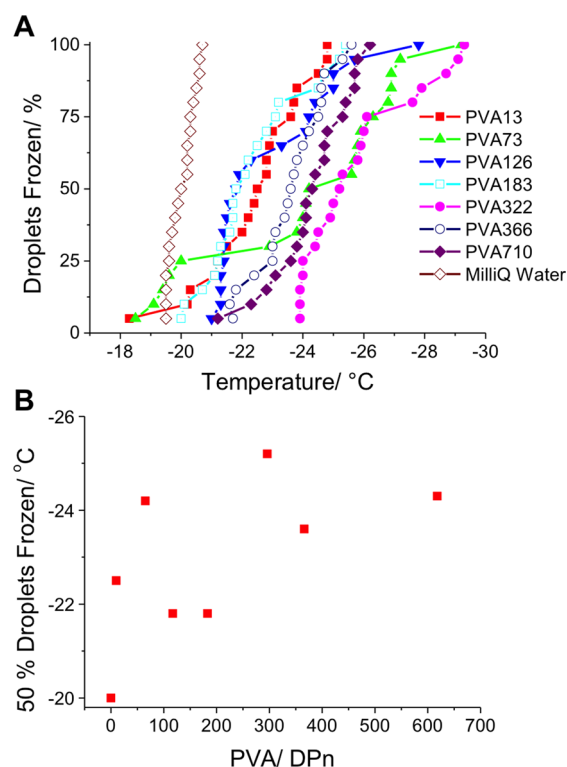 A
100
75
50
25
0
Droplets Frozen/ %
-18 -20 -22 -24 -26 -28 -30
Temperature/ °C
PVA13
PVA73
PVA126
PVA183
PVA322
PVA366
PVA710
MilliQ Water
B
-26
-24
-22
-20
50 % Droplets Frozen/ °C
0 100 200 300 400 500 600 700
PVA/ DPn